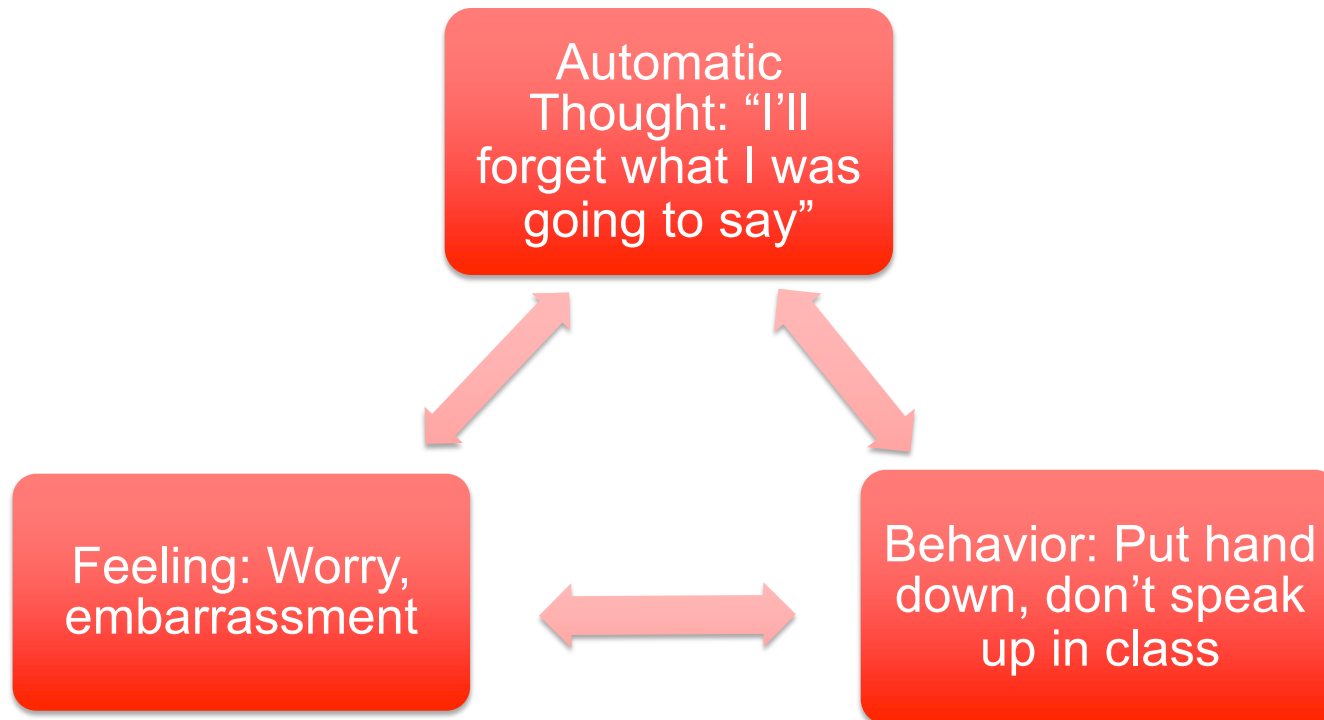 Automatic
Thought: “I’ll
forget what I was
going to say”
Feeling: Worry,
embarrassment
Behavior: Put hand
down, don’t speak
up in class